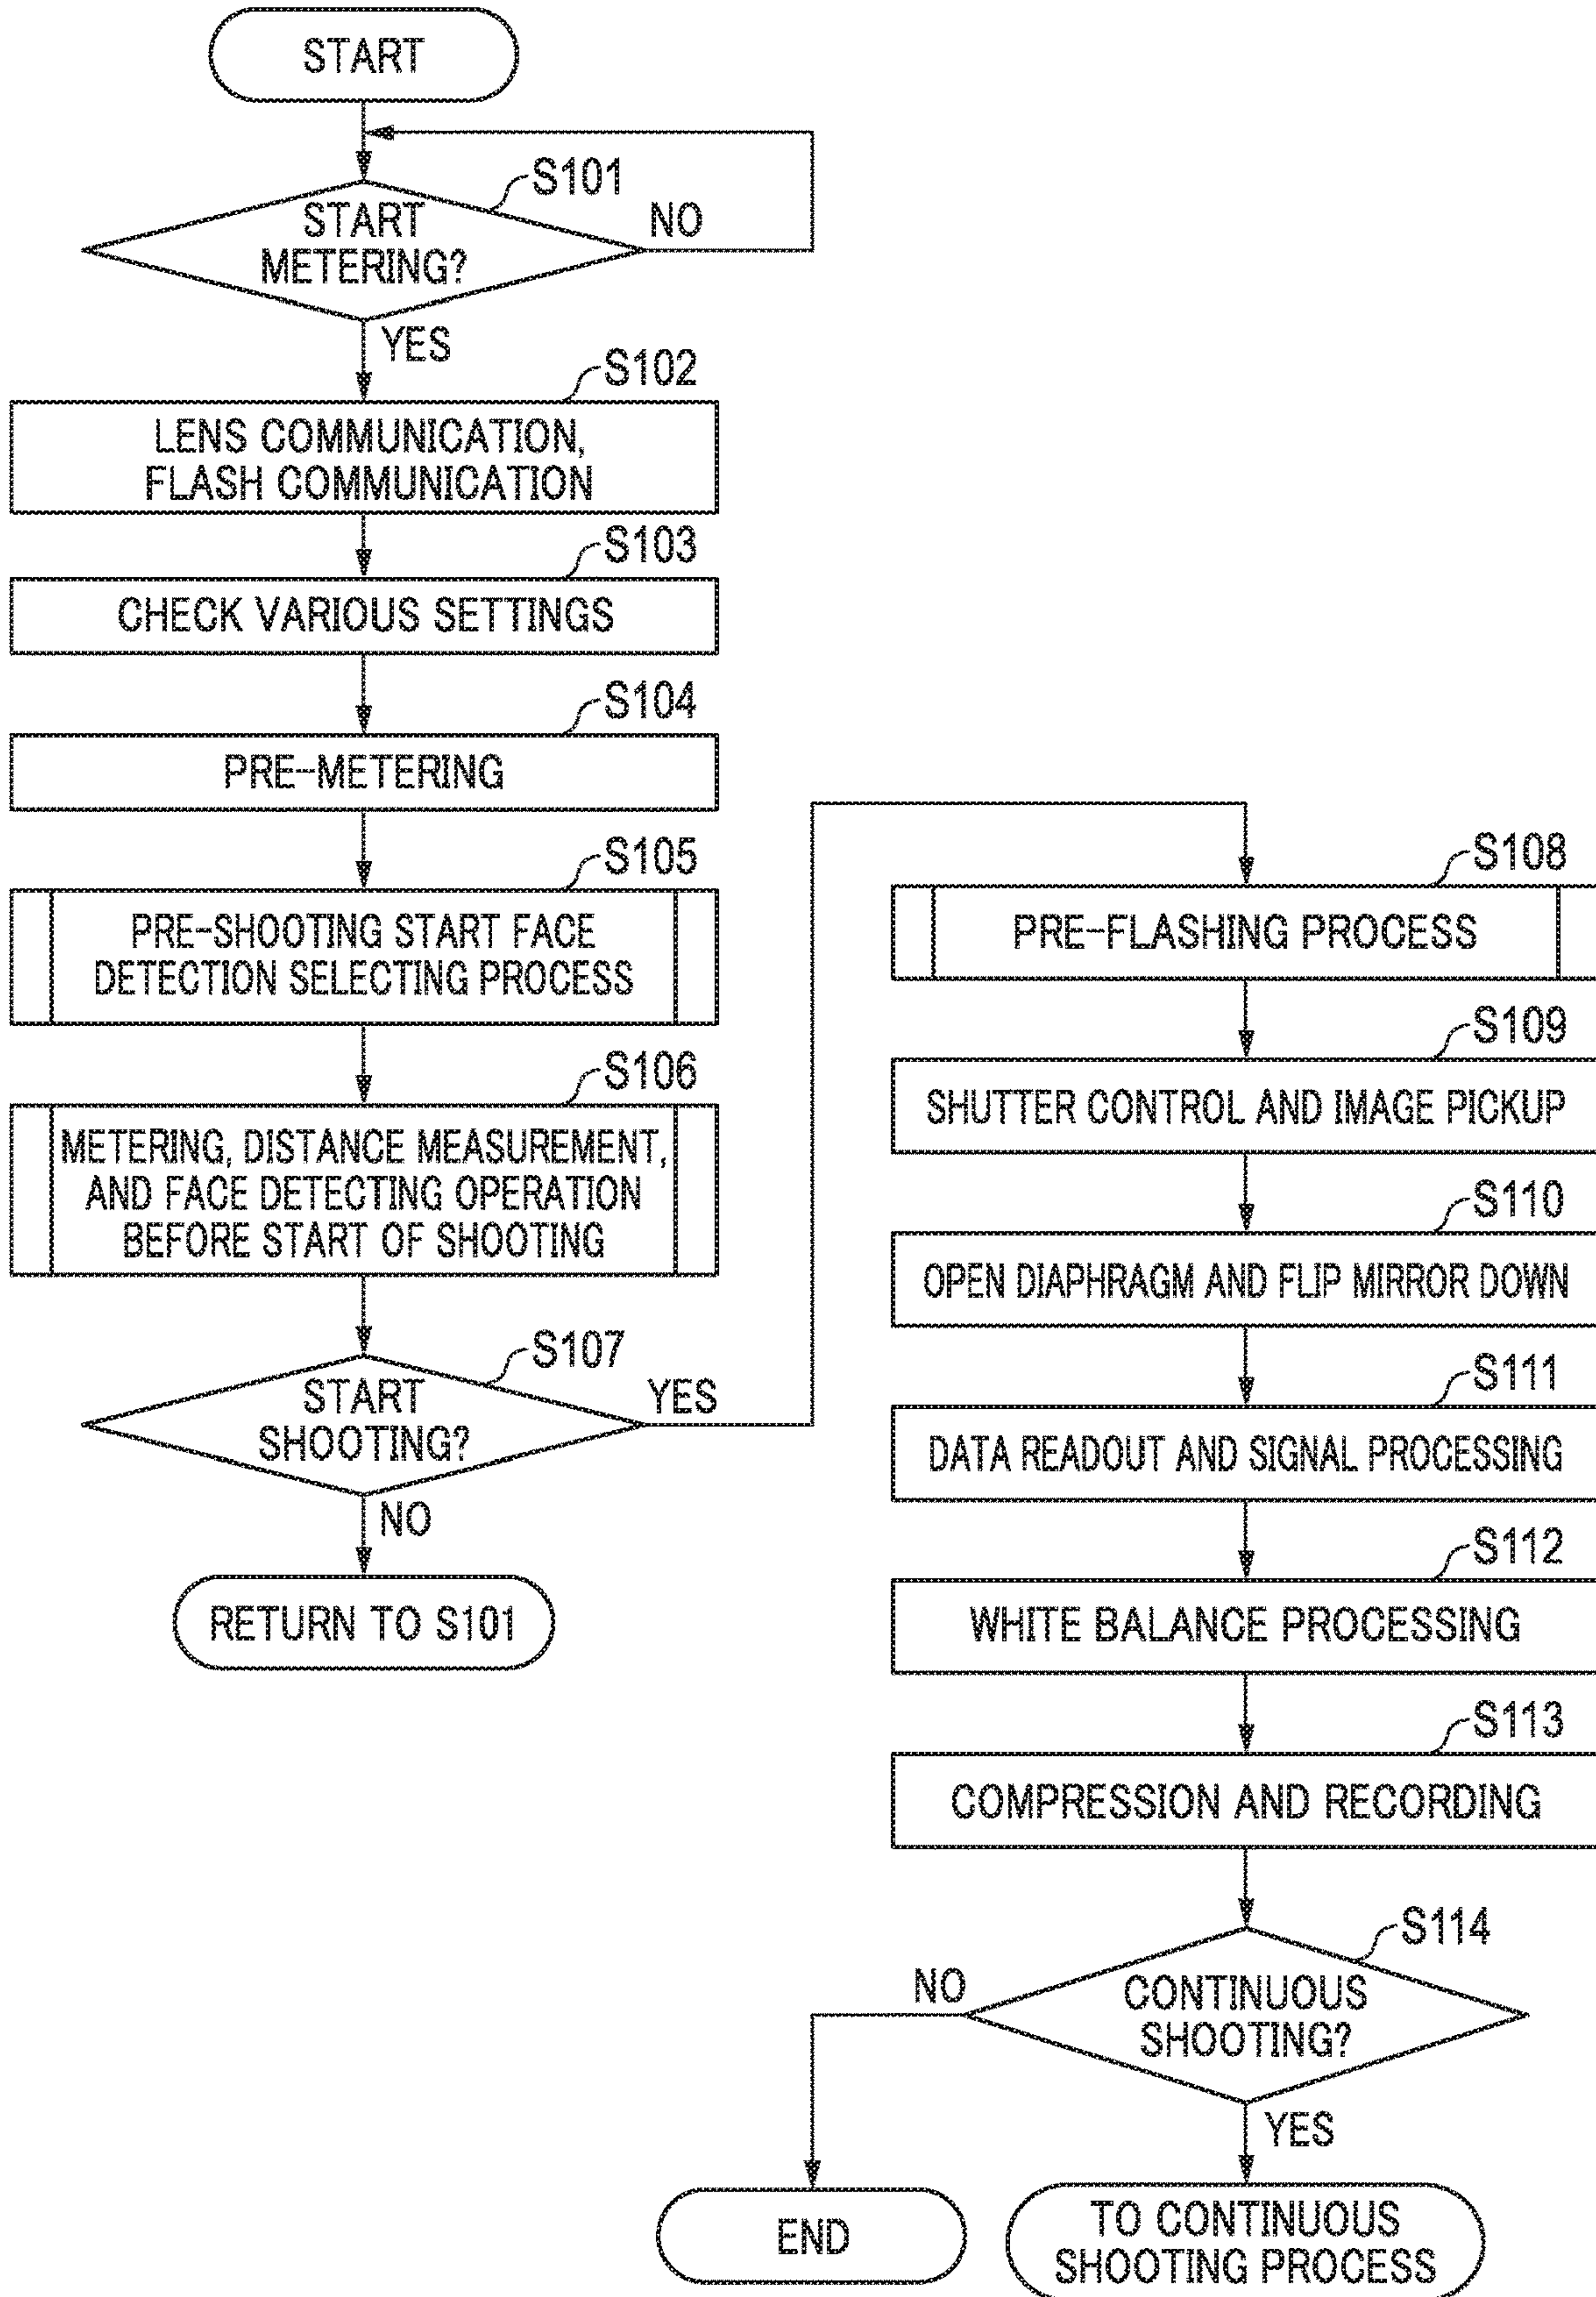 START
S101
START
METERING?
NO
YES
S102
LENS COMMUNICATION,
FLASH COMMUNICATION
S103
CHECK VARIOUS SETTINGS
S104
PRE-METERING
S105
PRE-SHOOTING START FACE
DETECTION SELECTING PROCESS
S106
METERING, DISTANCE MEASUREMENT,
AND FACE DETECTING OPERATION
BEFORE START OF SHOOTING
S107
START
SHOOTING?
YES
NO
RETURN TO S101
S108
PRE-FLASHING PROCESS
S109
SHUTTER CONTROL AND IMAGE PICKUP
S110
OPEN DIAPHRAGM AND FLIP MIRROR DOWN
S111
DATA READOUT AND SIGNAL PROCESSING
S112
WHITE BALANCE PROCESSING
S113
COMPRESSION AND RECORDING
S114
CONTINUOUS
SHOOTING?
NO
YES
END
TO CONTINUOUS
SHOOTING PROCESS